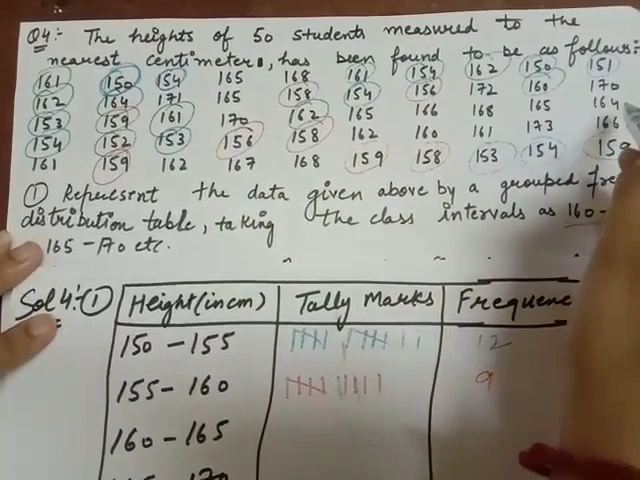 Q4:- The heights of 50 students measured to the
nearest centimeters, has been found to be as follows:-
161 150 154 165 168 161 154 162 150 151
162 164 171 165 158 154 156 172 160 170
153 159 161 170 162 165 166 168 165 164
154 152 153 156 158 162 160 161 173 166
161 159 162 167 168 159 158 153 154 159
① Represent the data given above by a grouped
distribution table, taking the class intervals as 160-
165-170 etc.
Sol 4:-① Height (in cm) Tally Marks Frequenc
150-155 12
155-160 9
160-165